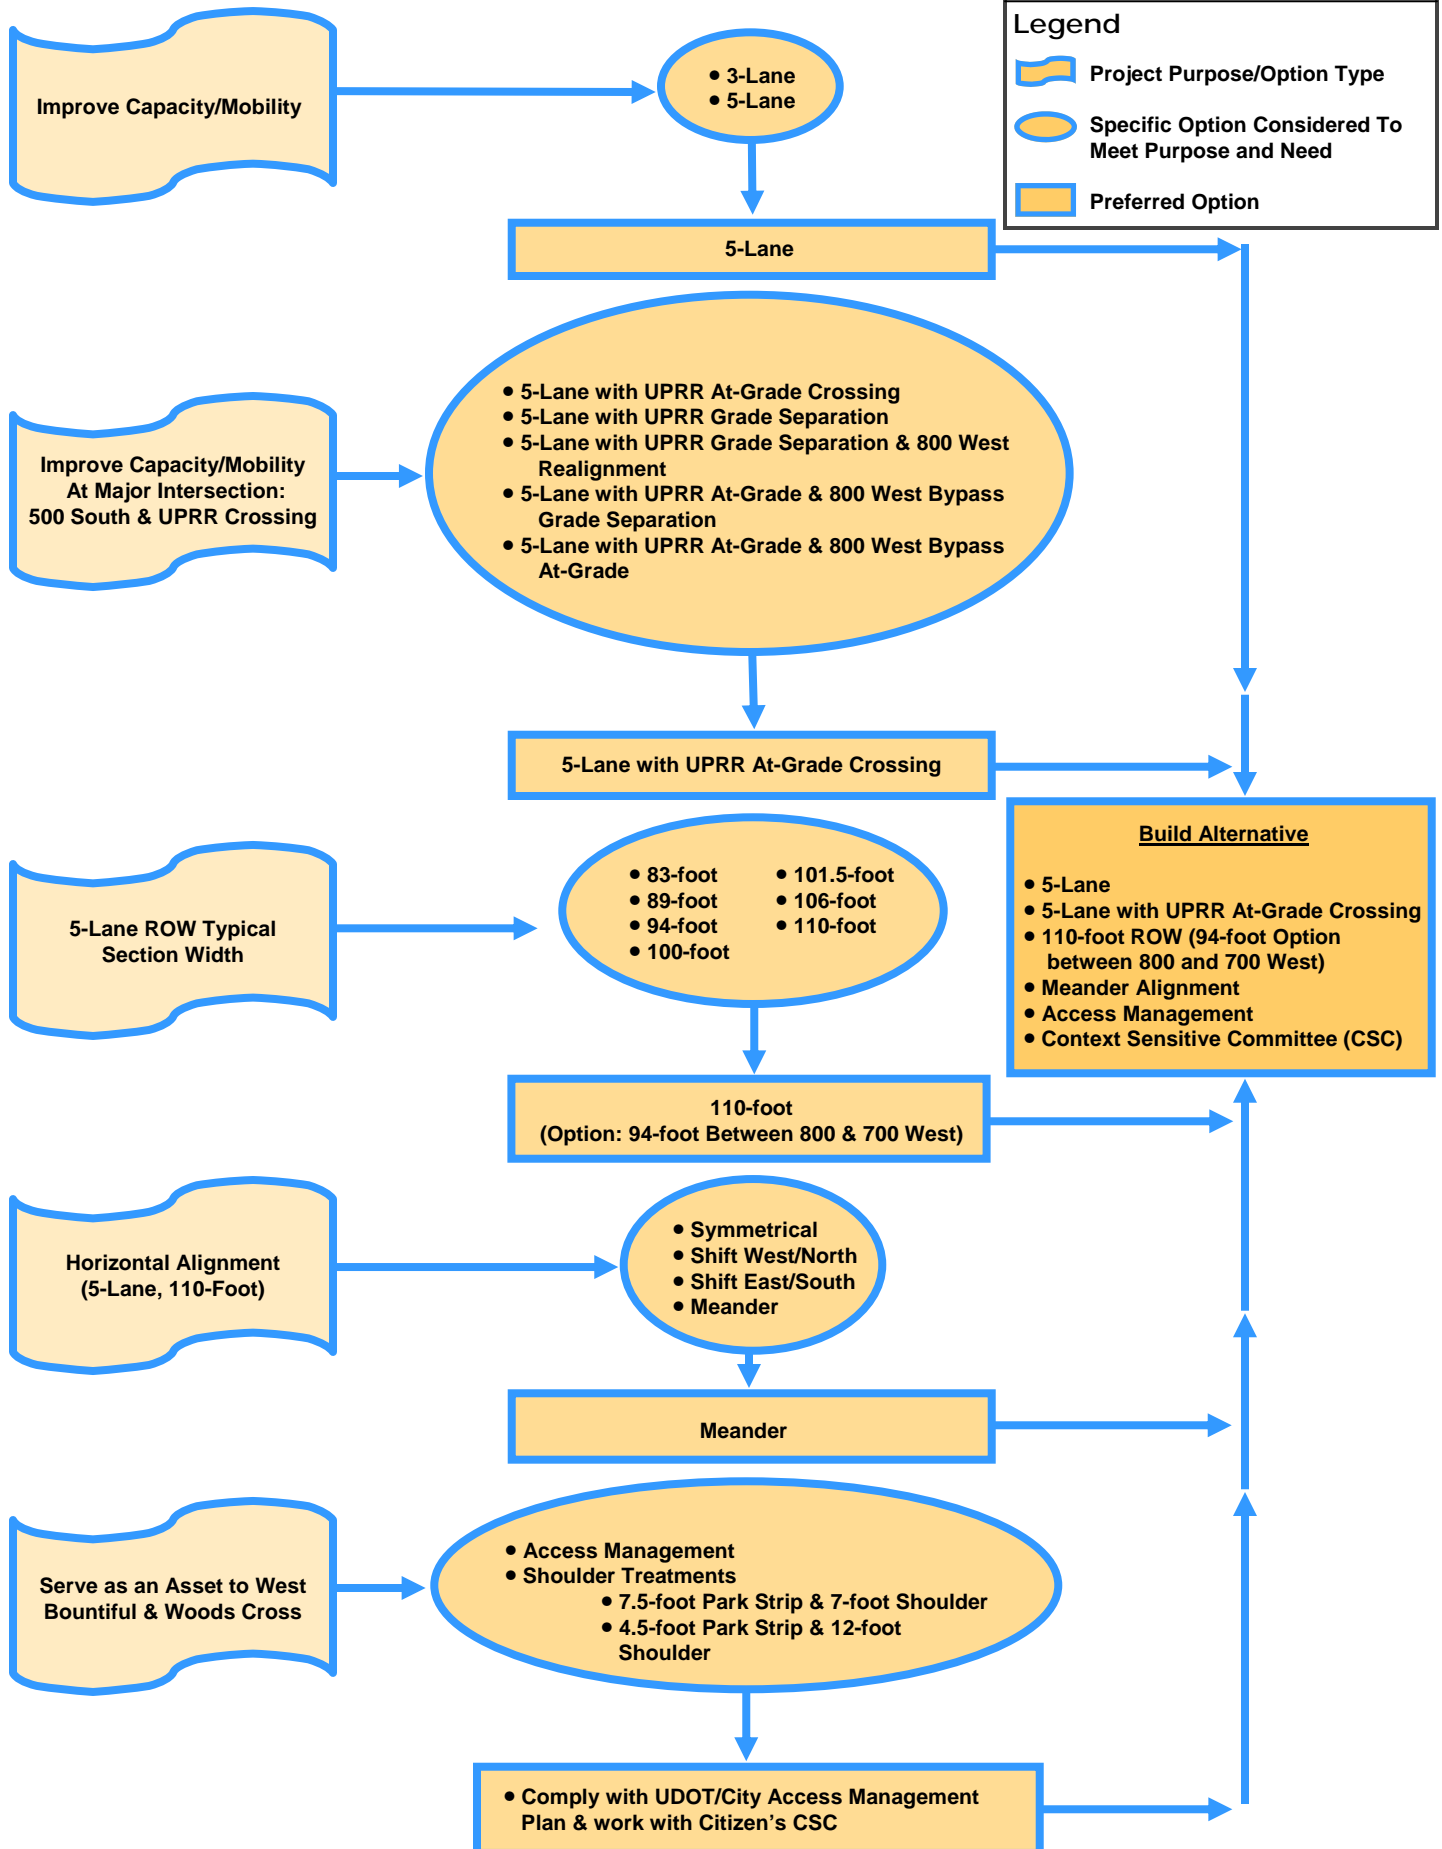 Legend
Project Purpose/Option Type
Specific Option Considered To
Meet Purpose and Need
Preferred Option
Improve Capacity/Mobility
• 3-Lane
• 5-Lane
5-Lane
Improve Capacity/Mobility
At Major Intersection:
500 South & UPRR Crossing
• 5-Lane with UPRR At-Grade Crossing
• 5-Lane with UPRR Grade Separation
• 5-Lane with UPRR Grade Separation & 800 West
Realignment
• 5-Lane with UPRR At-Grade & 800 West Bypass
Grade Separation
• 5-Lane with UPRR At-Grade & 800 West Bypass
At-Grade
5-Lane with UPRR At-Grade Crossing
5-Lane ROW Typical
Section Width
• 83-foot
• 89-foot
• 94-foot
• 100-foot
• 101.5-foot
• 106-foot
• 110-foot
110-foot
(Option: 94-foot Between 800 & 700 West)
Build Alternative
• 5-Lane
• 5-Lane with UPRR At-Grade Crossing
• 110-foot ROW (94-foot Option
between 800 and 700 West)
• Meander Alignment
• Access Management
• Context Sensitive Committee (CSC)
Horizontal Alignment
(5-Lane, 110-Foot)
• Symmetrical
• Shift West/North
• Shift East/South
• Meander
Meander
Serve as an Asset to West
Bountiful & Woods Cross
• Access Management
• Shoulder Treatments
• 7.5-foot Park Strip & 7-foot Shoulder
• 4.5-foot Park Strip & 12-foot
Shoulder
• Comply with UDOT/City Access Management
Plan & work with Citizen's CSC